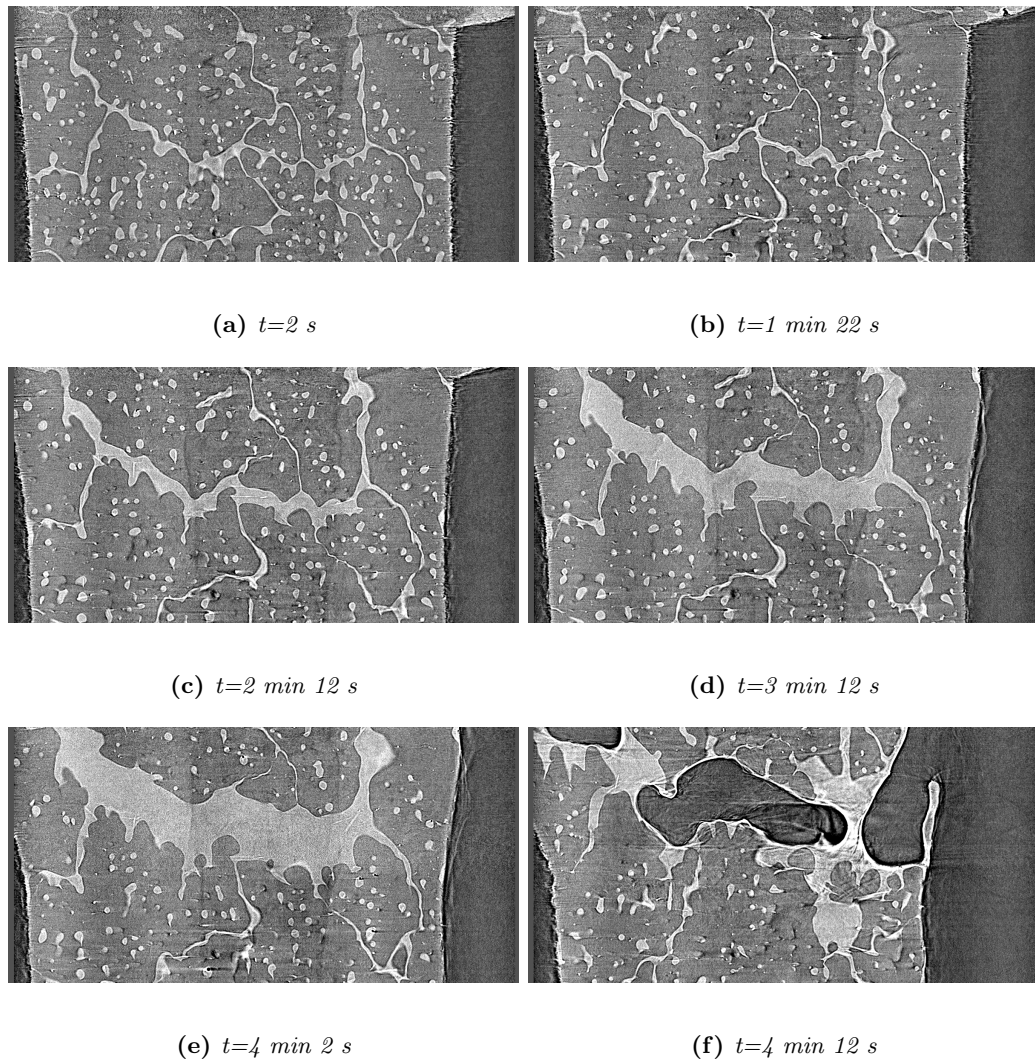 (a) t=2 s
(b) t=1 min 22 s
(c) t=2 min 12 s
(d) t=3 min 12 s
(e) t=4 min 2 s
(f) t=4 min 12 s